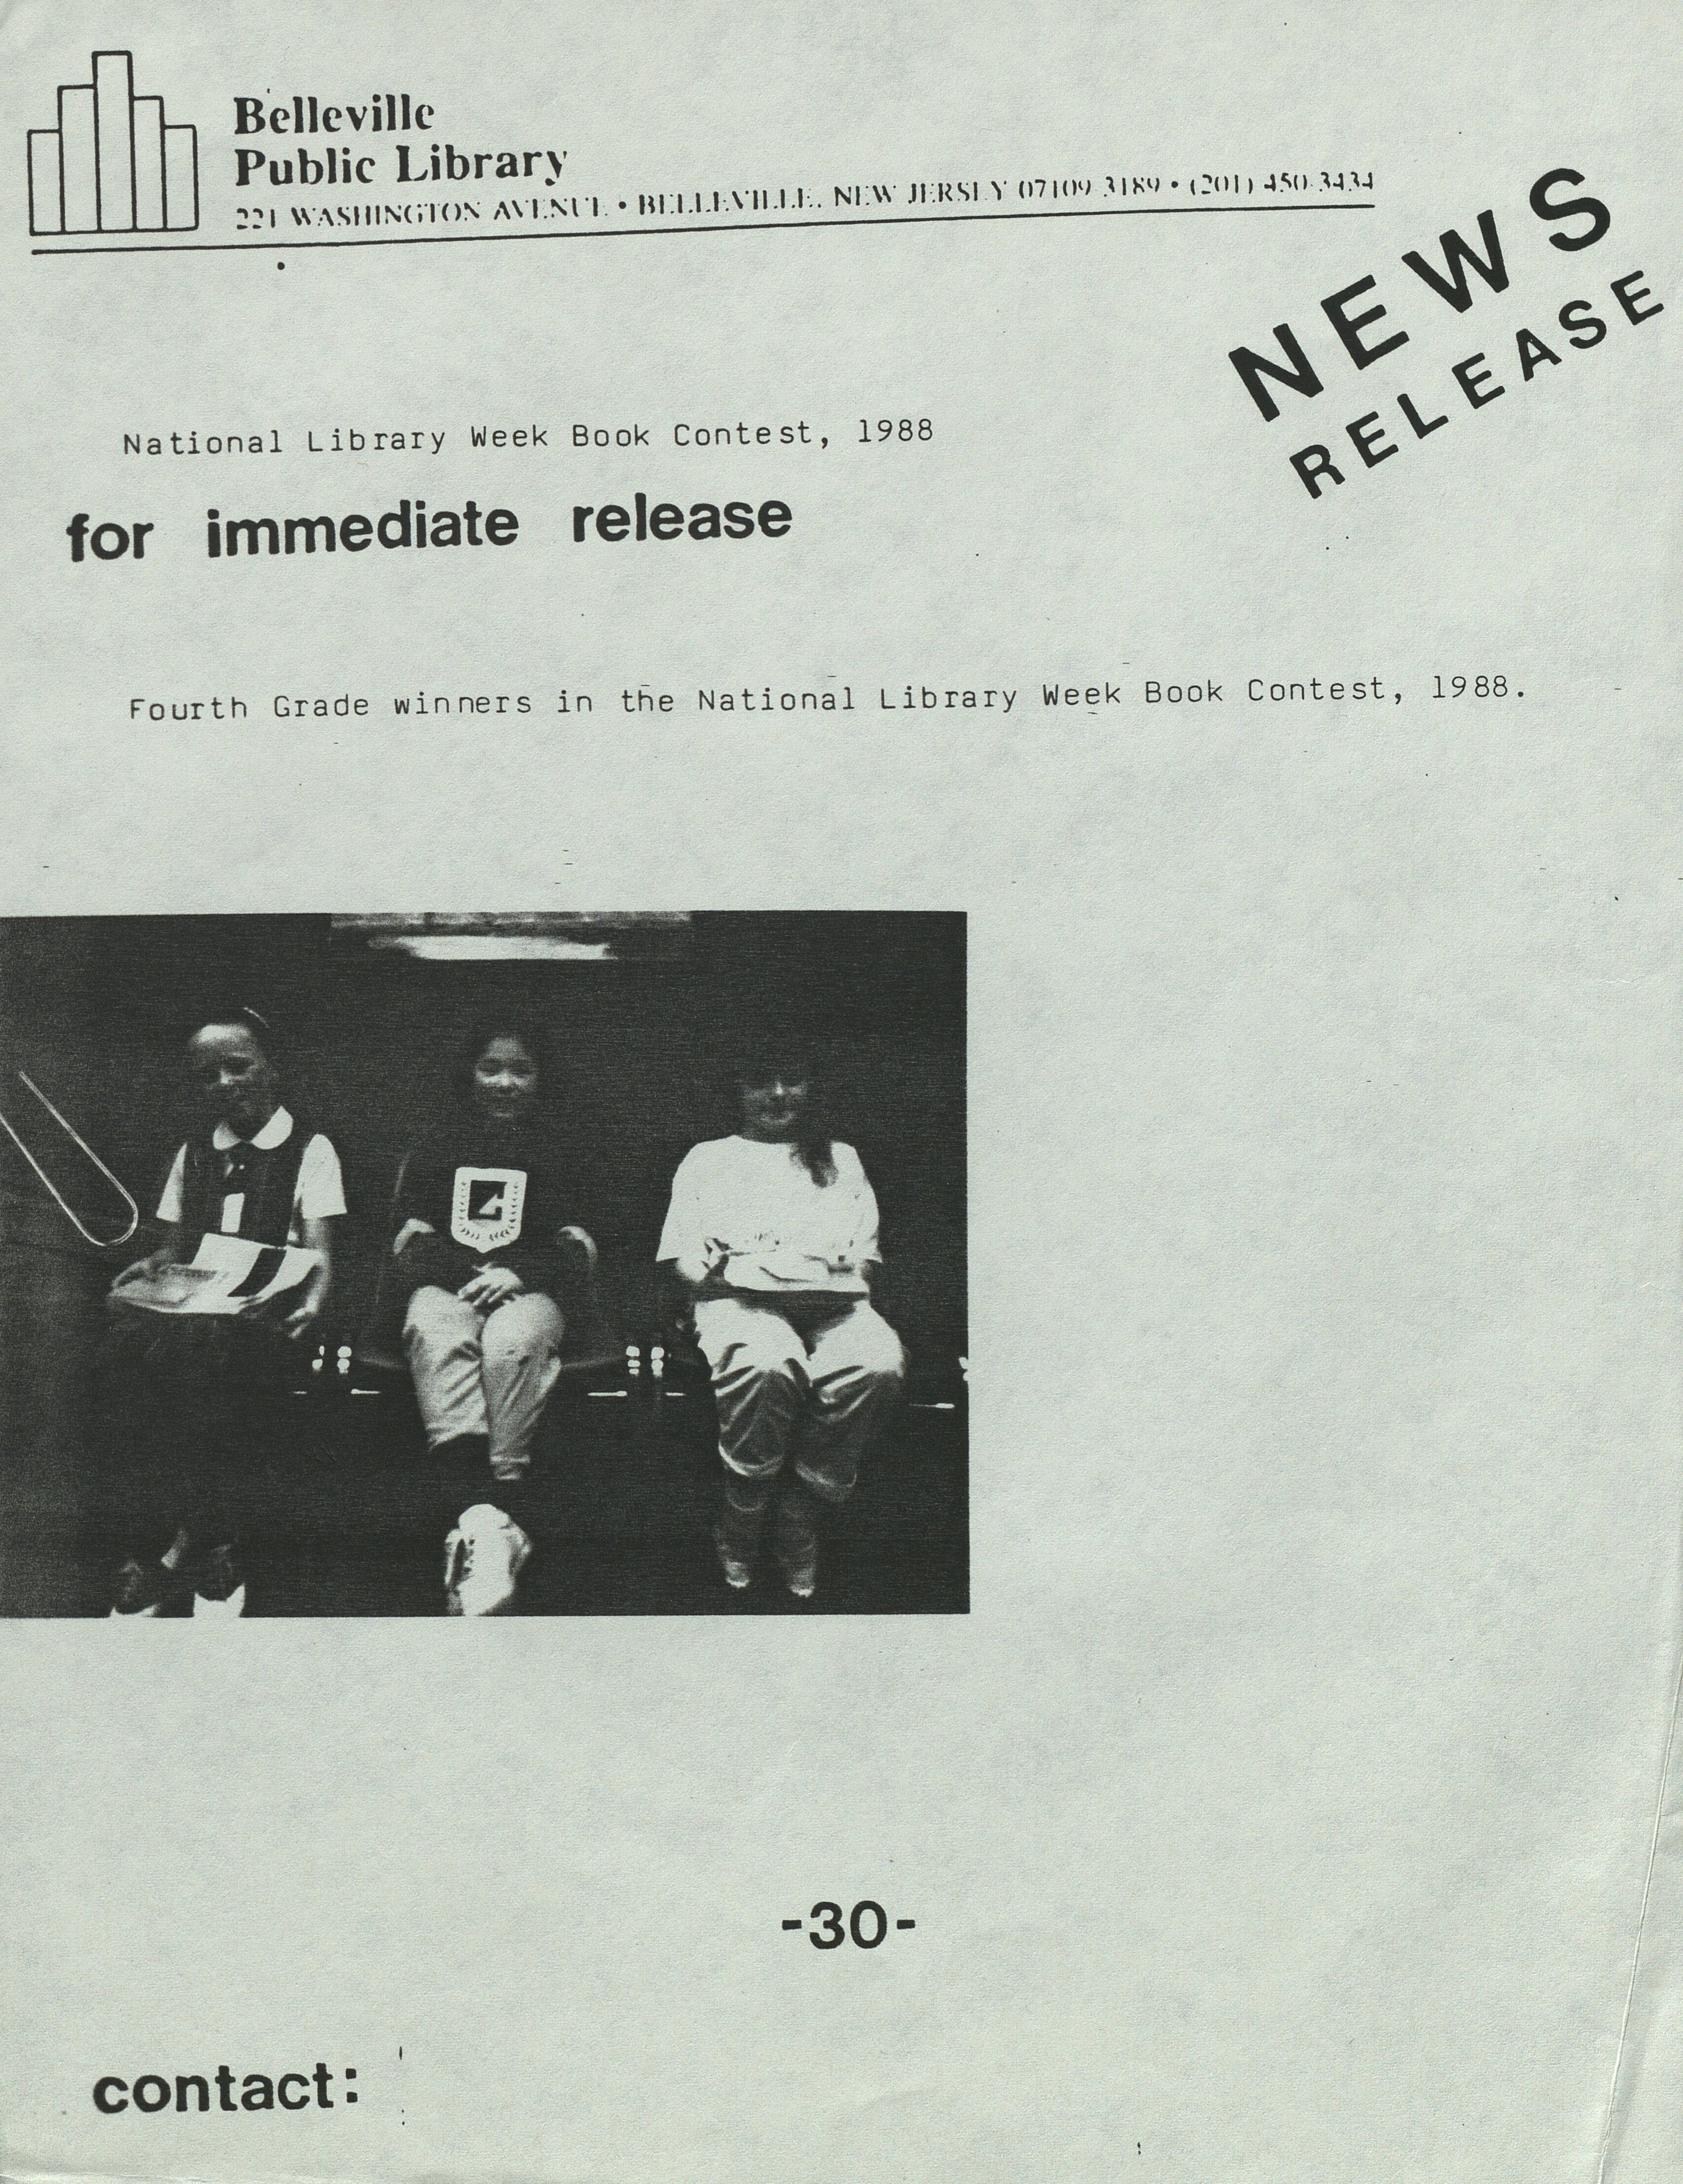 Belleville
Public Library
221 WASHINGTON AVENUE • BELLEVILLE, NEW JERSEY 07109-3189 • (201) 450-3434
NEWS
RELEASE
National Library Week Book Contest, 1988
for immediate release
Fourth Grade winners in the National Library Week Book Contest, 1988.
-30-
contact: